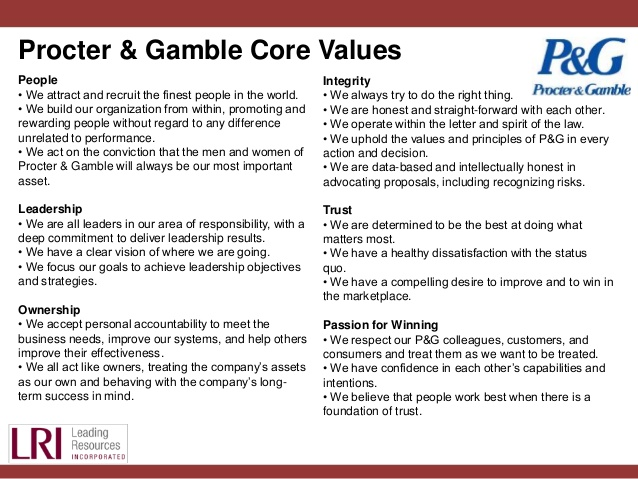 Procter & Gamble Core Values
P&G
Procter&Gamble
People
• We attract and recruit the finest people in the world.
• We build our organization from within, promoting and
rewarding people without regard to any difference
unrelated to performance.
• We act on the conviction that the men and women of
Procter & Gamble will always be our most important
asset.
Leadership
• We are all leaders in our area of responsibility, with a
deep commitment to deliver leadership results.
• We have a clear vision of where we are going.
• We focus our goals to achieve leadership objectives
and strategies.
Ownership
• We accept personal accountability to meet the
business needs, improve our systems, and help others
improve their effectiveness.
• We all act like owners, treating the company's assets
as our own and behaving with the company's long-
term success in mind.
Integrity
• We always try to do the right thing.
• We are honest and straight-forward with each other.
• We operate within the letter and spirit of the law.
• We uphold the values and principles of P&G in every
action and decision.
• We are data-based and intellectually honest in
advocating proposals, including recognizing risks.
Trust
• We are determined to be the best at doing what
matters most.
• We have a healthy dissatisfaction with the status
quo.
• We have a compelling desire to improve and to win in
the marketplace.
Passion for Winning
• We respect our P&G colleagues, customers, and
consumers and treat them as we want to be treated.
• We have confidence in each other's capabilities and
intentions.
• We believe that people work best when there is a
foundation of trust.
LRI
Leading
Resources
INCORPORATED